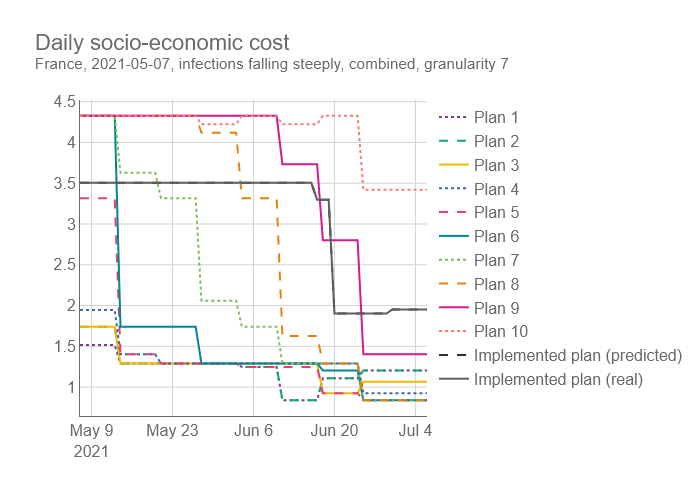 Daily socio-economic cost
France, 2021-05-07, infections falling steeply, combined, granularity 7
4.5
4
3.5
3
2.5
2
1.5
1
May 9
2021
May 23
Jun 6
Jun 20
Jul 4
Plan 1
Plan 2
Plan 3
Plan 4
Plan 5
Plan 6
Plan 7
Plan 8
Plan 9
Plan 10
Implemented plan (predicted)
Implemented plan (real)